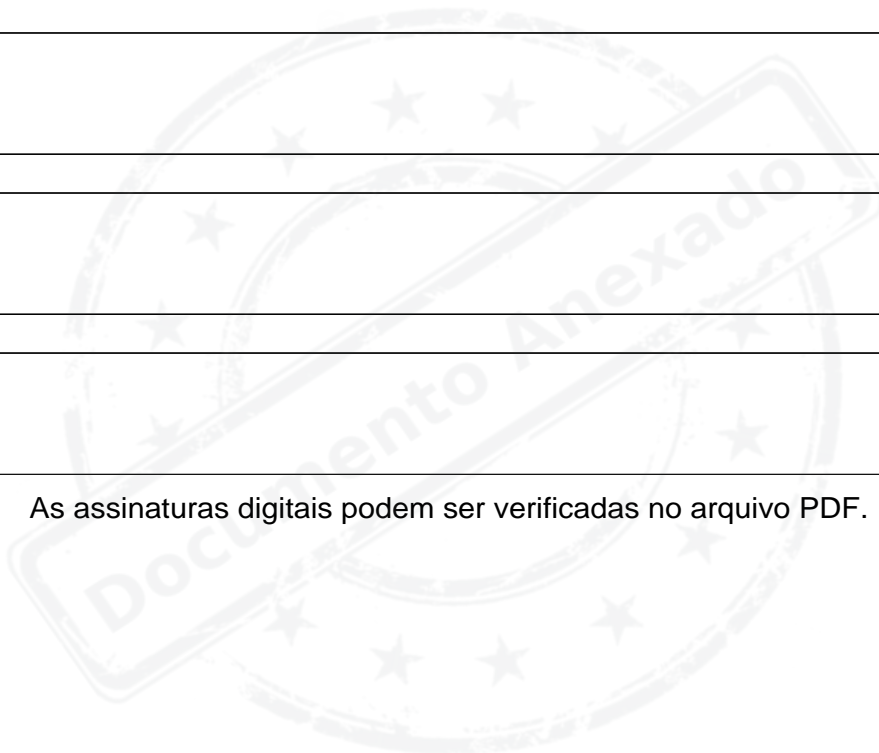 Documento Anexado
As assinaturas digitais podem ser verificadas no arquivo PDF.